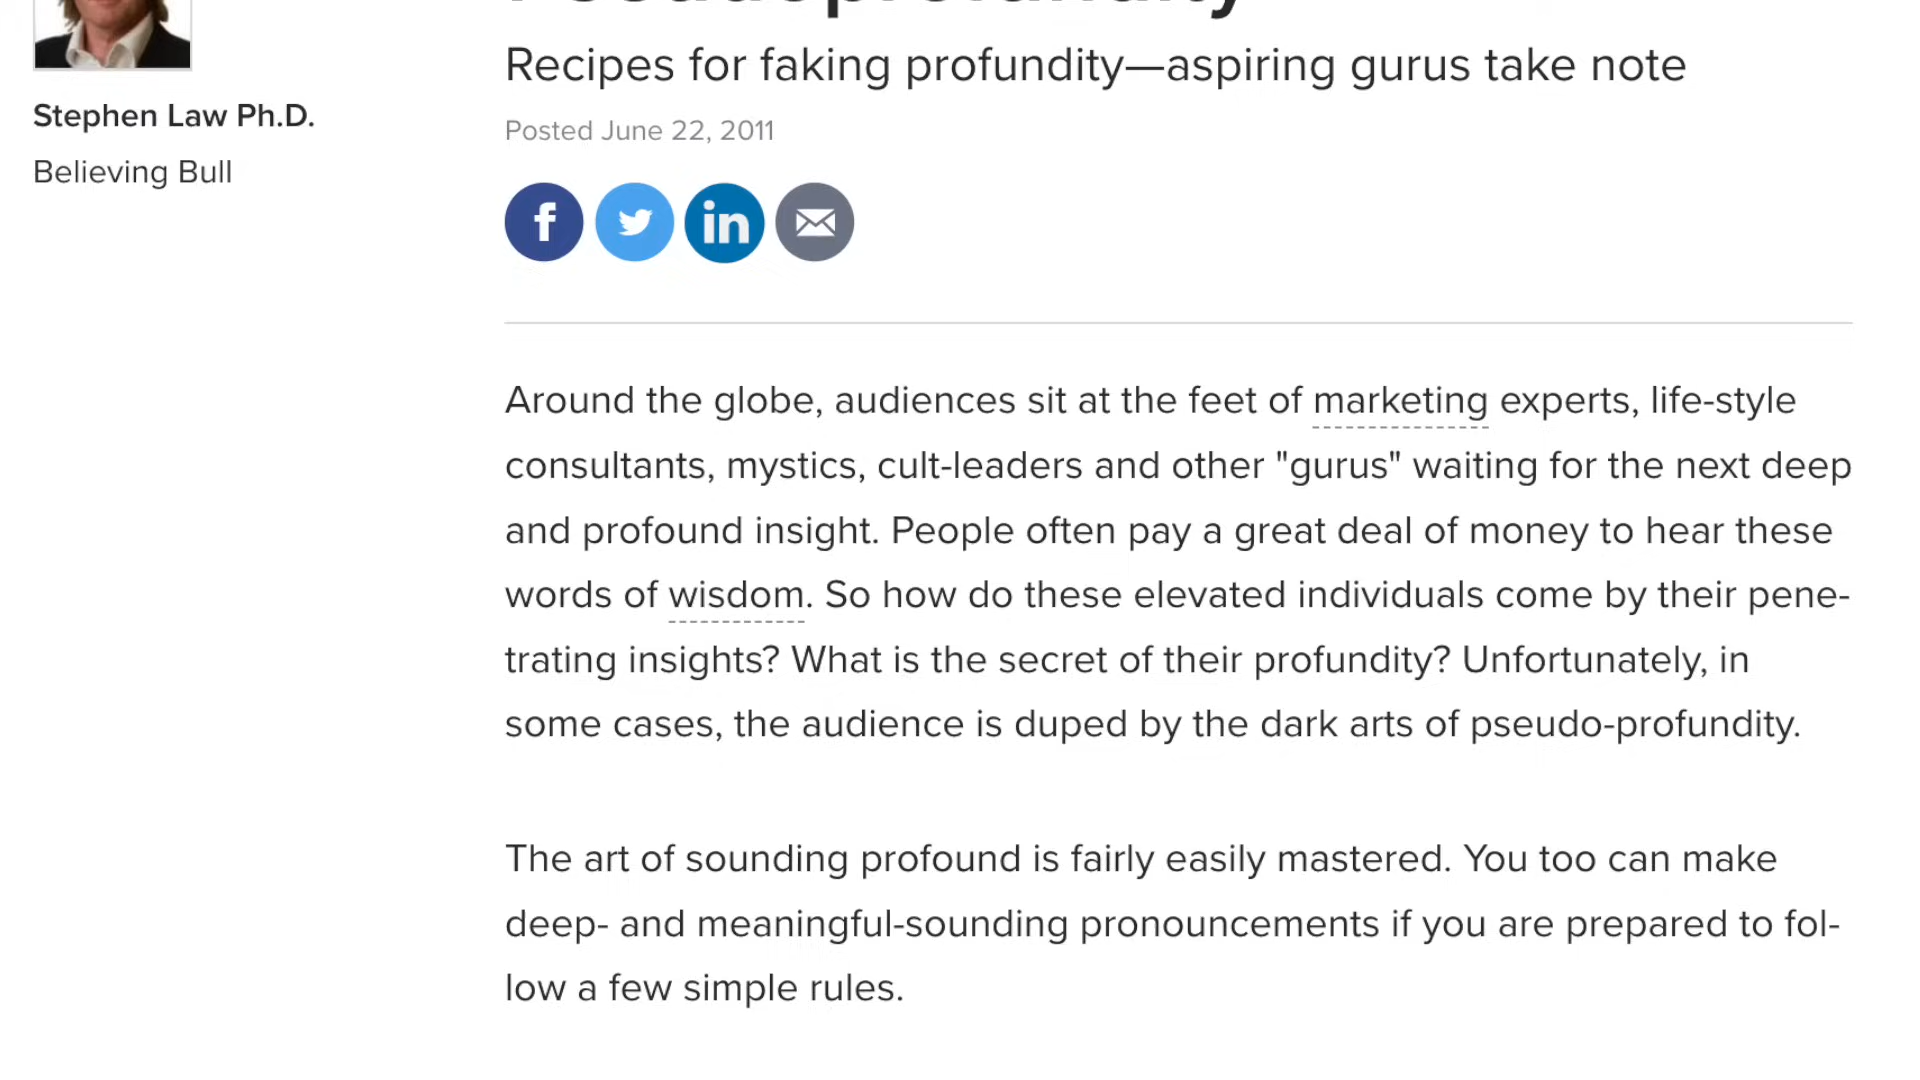 Recipes for faking profundity—aspiring gurus take note
Stephen Law Ph.D.
Posted June 22, 2011
Believing Bull
f
in
Around the globe, audiences sit at the feet of marketing experts, life-style
consultants, mystics, cult-leaders and other "gurus" waiting for the next deep
and profound insight. People often pay a great deal of money to hear these
words of wisdom. So how do these elevated individuals come by their pene-
trating insights? What is the secret of their profundity? Unfortunately, in
some cases, the audience is duped by the dark arts of pseudo-profundity.
The art of sounding profound is fairly easily mastered. You too can make
deep- and meaningful-sounding pronouncements if you are prepared to fol-
low a few simple rules.